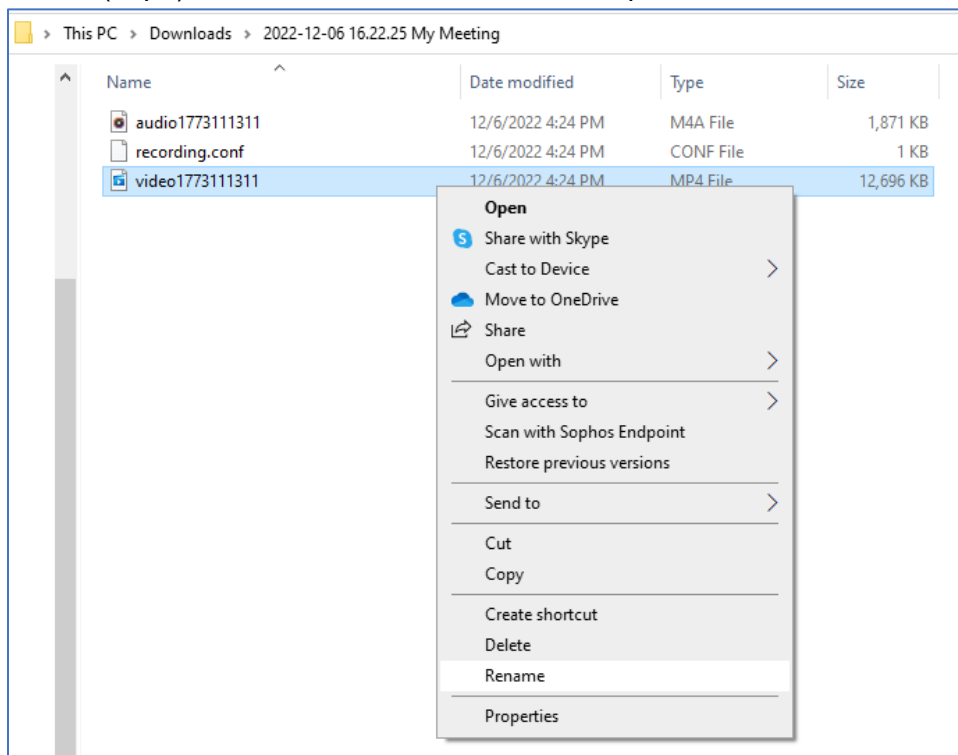 This PC > Downloads > 2022-12-06 16.22.25 My Meeting
Name Date modified Type Size
audio1773111311 12/6/2022 4:24 PM M4A File 1,871 KB
recording.conf 12/6/2022 4:24 PM CONF File 1 KB
video1773111311 12/6/2022 4:24 PM MP4 File 12,696 KB
Open
Share with Skype
Cast to Device
Move to OneDrive
Share
Open with
Give access to
Scan with Sophos Endpoint
Restore previous versions
Send to
Cut
Copy
Create shortcut
Delete
Rename
Properties